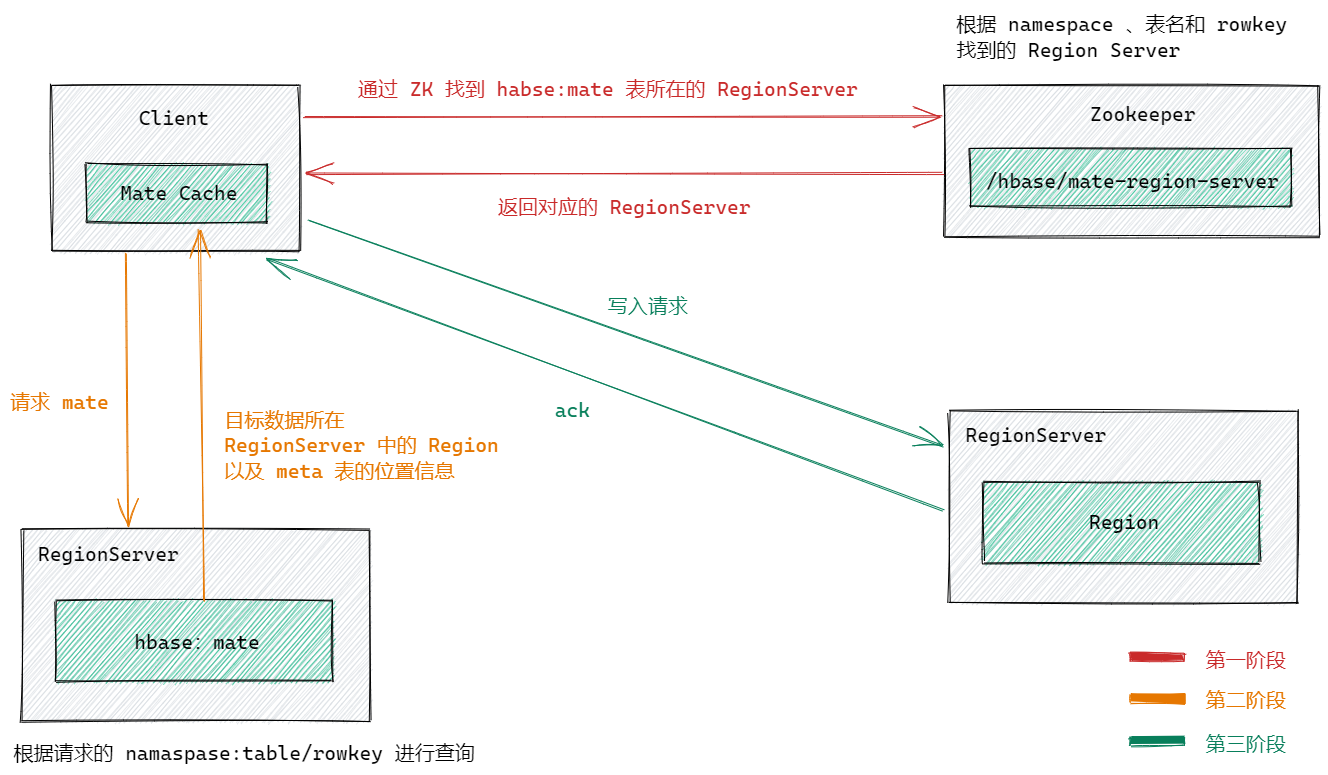 根据 namespace 、表名和 rowkey
找到的 Region Server
通过 ZK 找到 habse:mate 表所在的 RegionServer
Client
Zookeeper
Mate Cache
/hbase/mate-region-server
返回对应的 RegionServer
写入请求
请求 mate
ack
目标数据所在
RegionServer 中的 Region
以及 meta 表的位置信息
RegionServer
Region
RegionServer
hbase：mate
第一阶段
第二阶段
第三阶段
根据请求的 namaspase:table/rowkey 进行查询